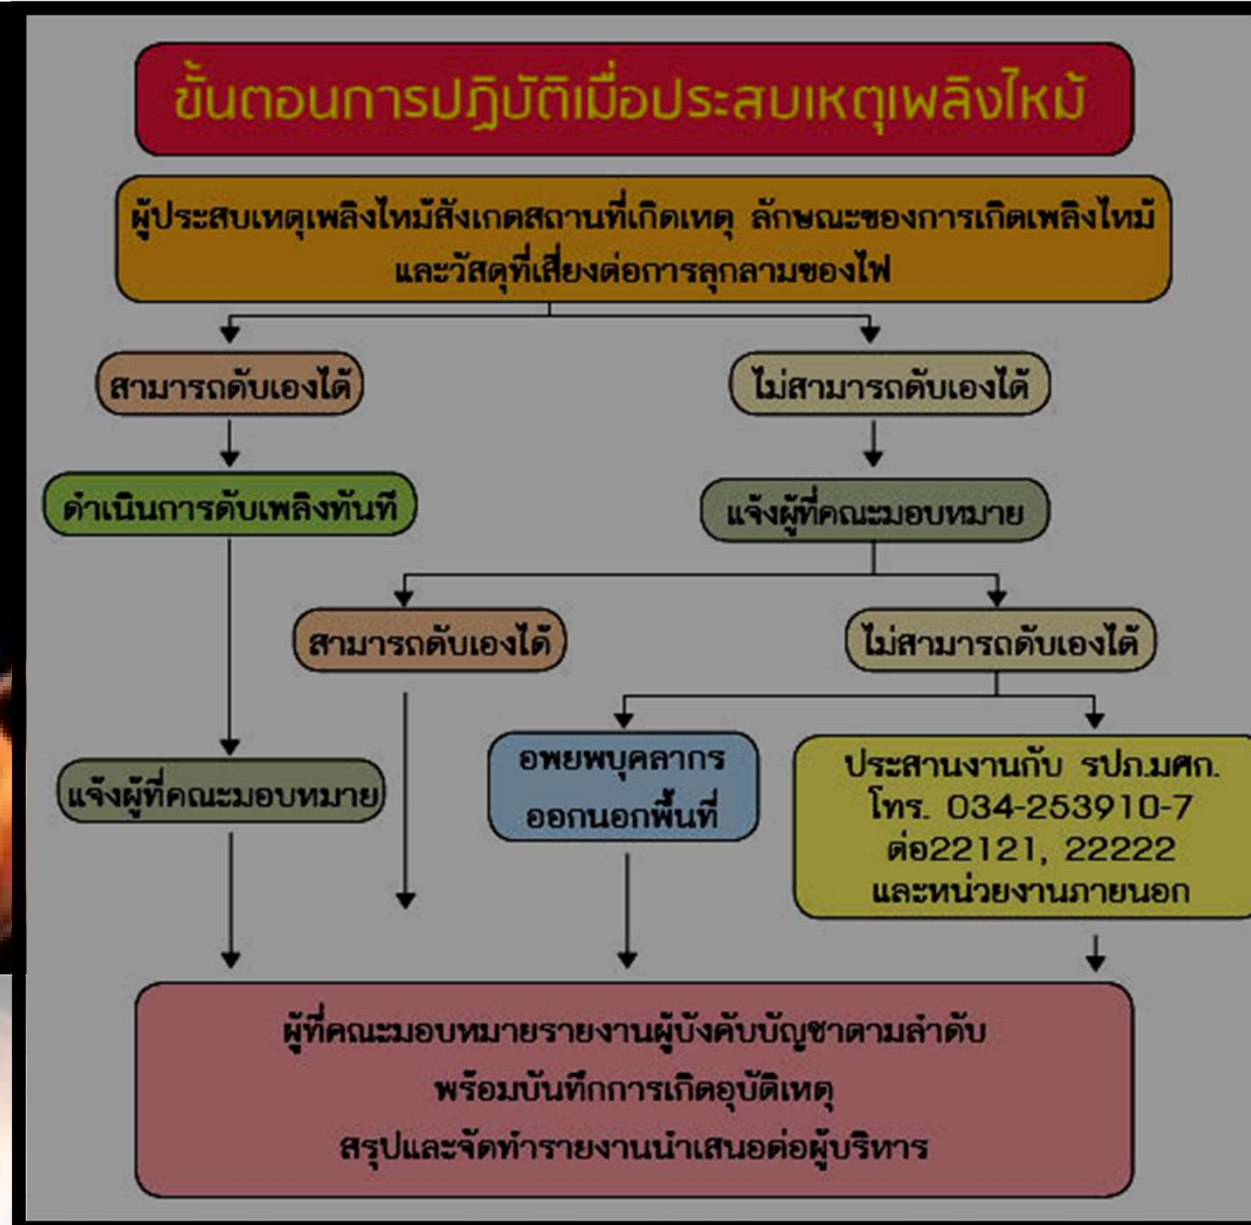 ขั้นตอนการปฏิบัติเมื่อประสบเหตุเพลิงไหม้
ผู้ประสบเหตุเพลิงไหม้สังเกตสถานที่เกิดเหตุ ลักษณะของการเกิดเพลิงไหม้
และวัสดุที่เสี่ยงต่อการลุกลามของไฟ
สามารถดับเองได้
ไม่สามารถดับเองได้
ดำเนินการดับเพลิงทันที
แจ้งผู้ที่คณะมอบหมาย
สามารถดับเองได้
ไม่สามารถดับเองได้
แจ้งผู้ที่คณะมอบหมาย
อพยพบุคลากร
ออกนอกพื้นที่
ประสานงานกับ รปภ.มศก.
โทร. 034-253910-7
ต่อ22121, 22222
และหน่วยงานภายนอก
ผู้ที่คณะมอบหมายรายงานผู้บังคับบัญชาตามลำดับ
พร้อมบันทึกการเกิดอุบัติเหตุ
สรุปและจัดทำรายงานนำเสนอต่อผู้บริหาร